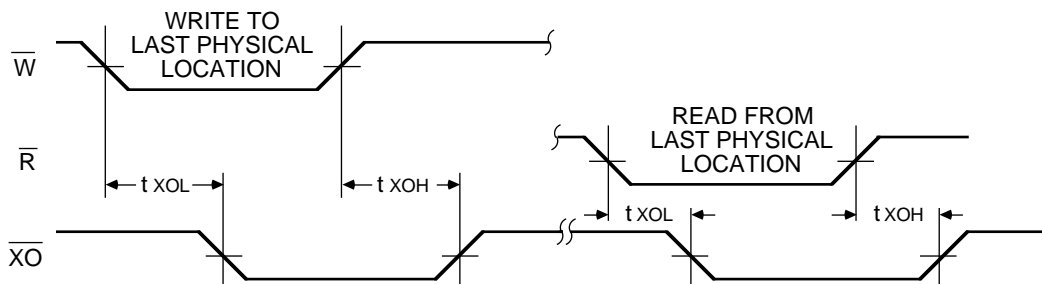 WRITE TO
LAST PHYSICAL
LOCATION
W
READ FROM
LAST PHYSICAL
LOCATION
R
t XOL
t XOH
t XOL
t XOH
XO